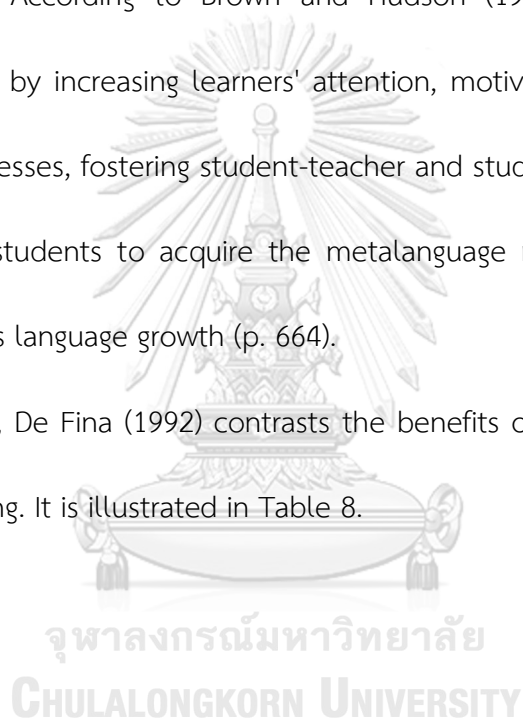 According to Brown and Hudson (19
by increasing learners' attention, motiv
esses, fostering student-teacher and stud
students to acquire the metalanguage
s language growth (p. 664).
, De Fina (1992) contrasts the benefits o
ng. It is illustrated in Table 8.
จุฬาลงกรณ์มหาวิทยาลัย
CHULALONGKORN UNIVERSITY